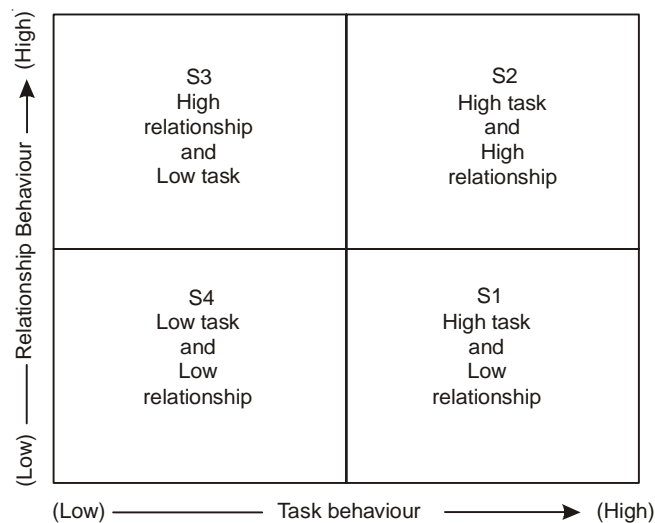 (High)
Relationship Behaviour
(Low)
S3
High
relationship
and
Low task
S2
High task
and
High
relationship
S4
Low task
and
Low
relationship
S1
High task
and
Low
relationship
(Low)
Task behaviour
(High)